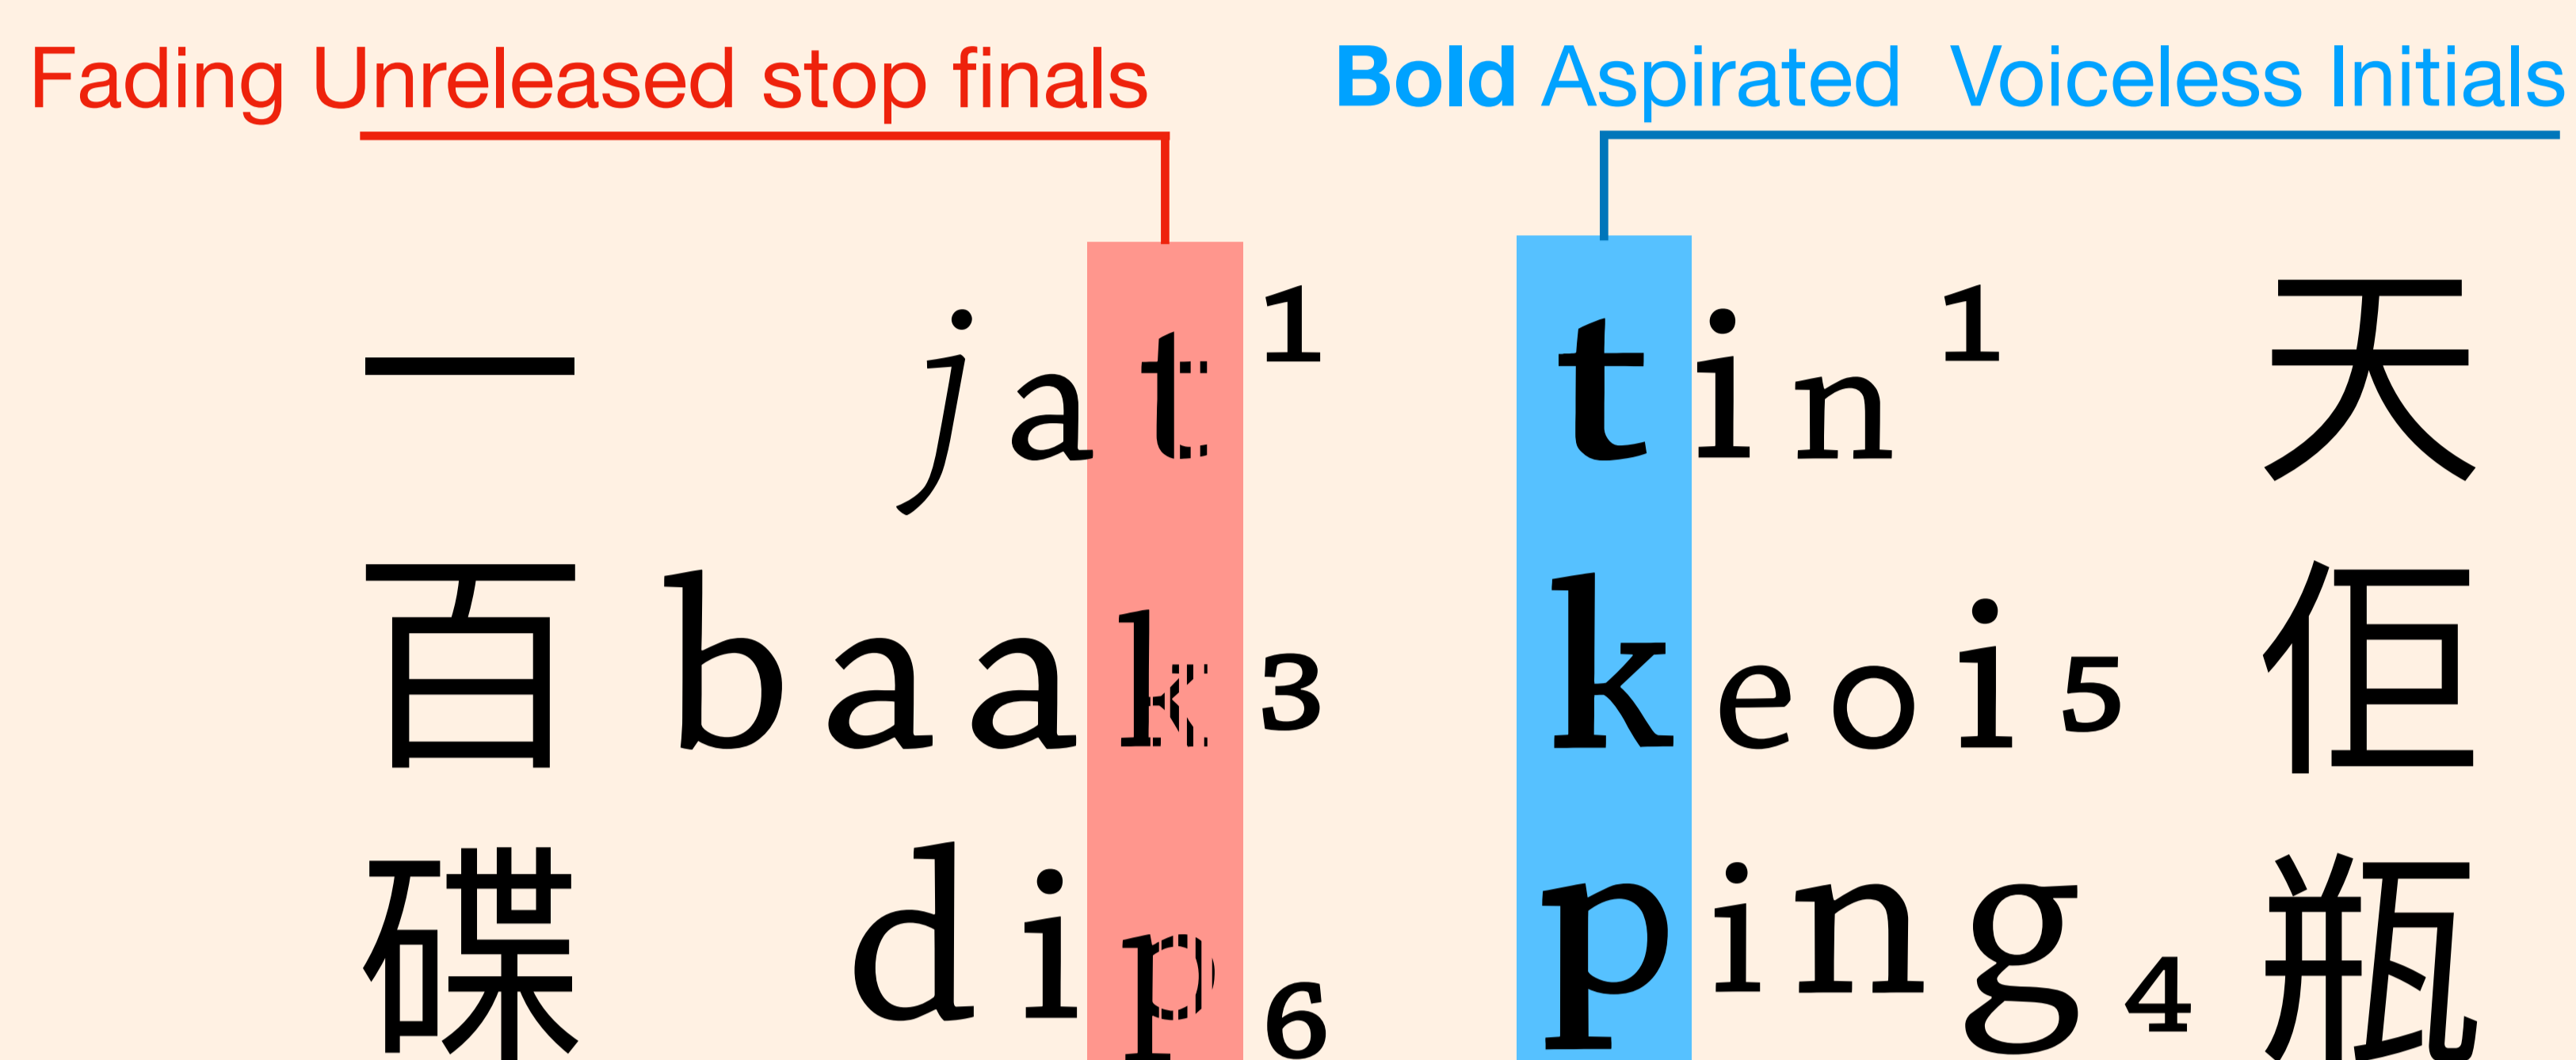 Fading Unreleased stop finals Bold Aspirated Voiceless Initials
一 jat1 tin1 天
百 baak3 keoi5 佢
碟 dip6 ping4 瓶